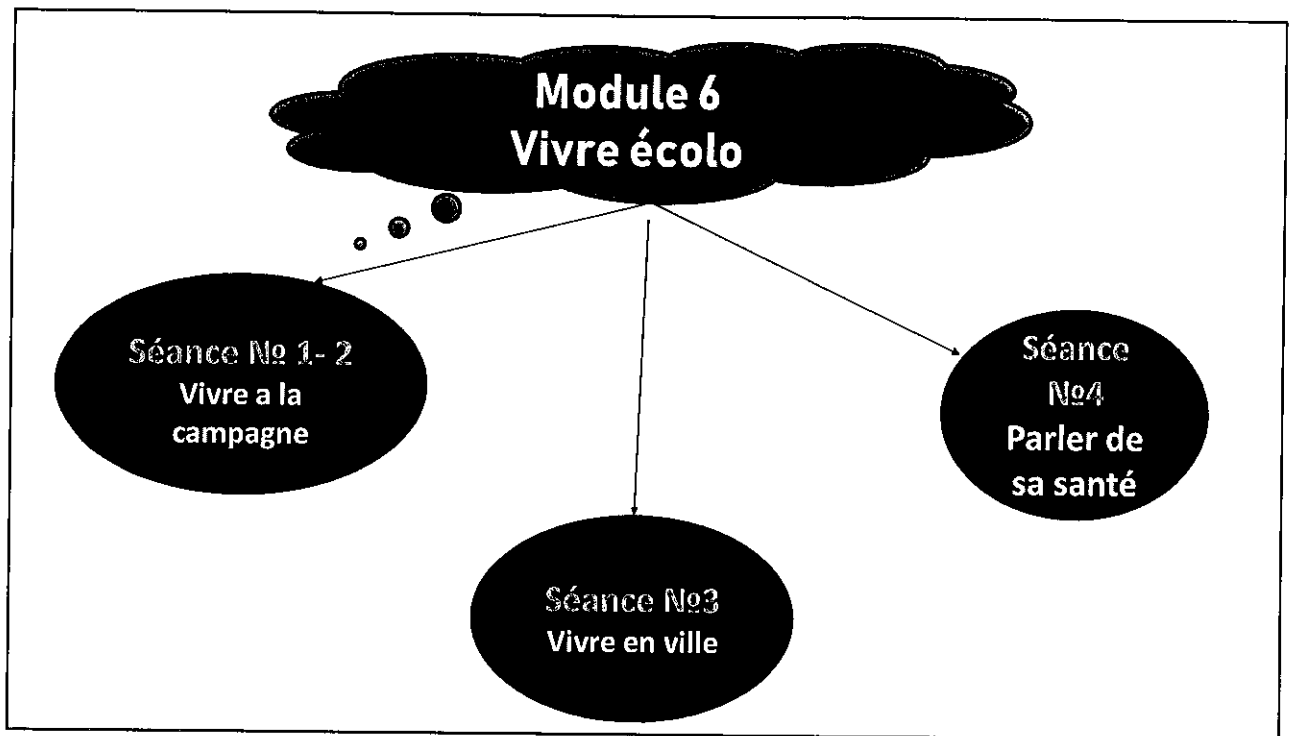 Module 6
Vivre écolo
Séance № 1- 2
Vivre a la
campagne
Séance №3
Vivre en ville
Séance
№4
Parler de
sa santé